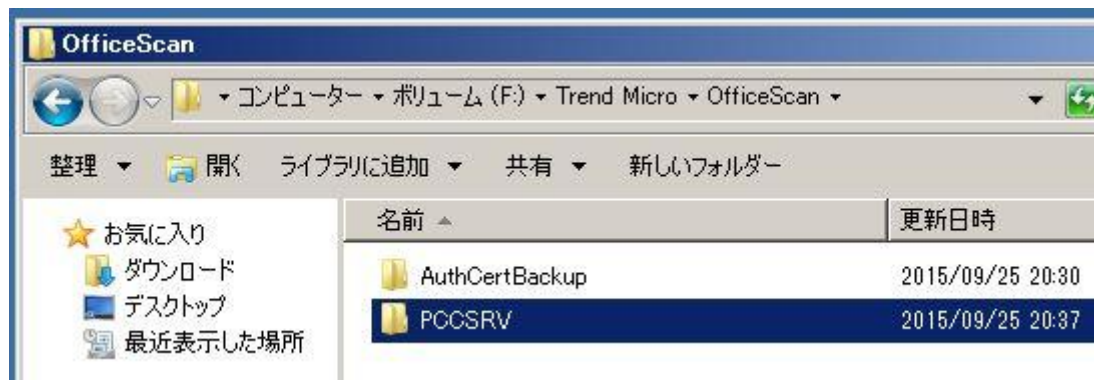 OfficeScan
コンピューター ▾ ボリューム (F:) ▾ Trend Micro ▾ OfficeScan
整理 開く ライブラリに追加 共有 新しいフォルダー
名前 更新日時
お気に入り
ダウンロード
デスクトップ
最近表示した場所
AuthCertBackup 2015/09/25 20:30
PCCSRV 2015/09/25 20:37